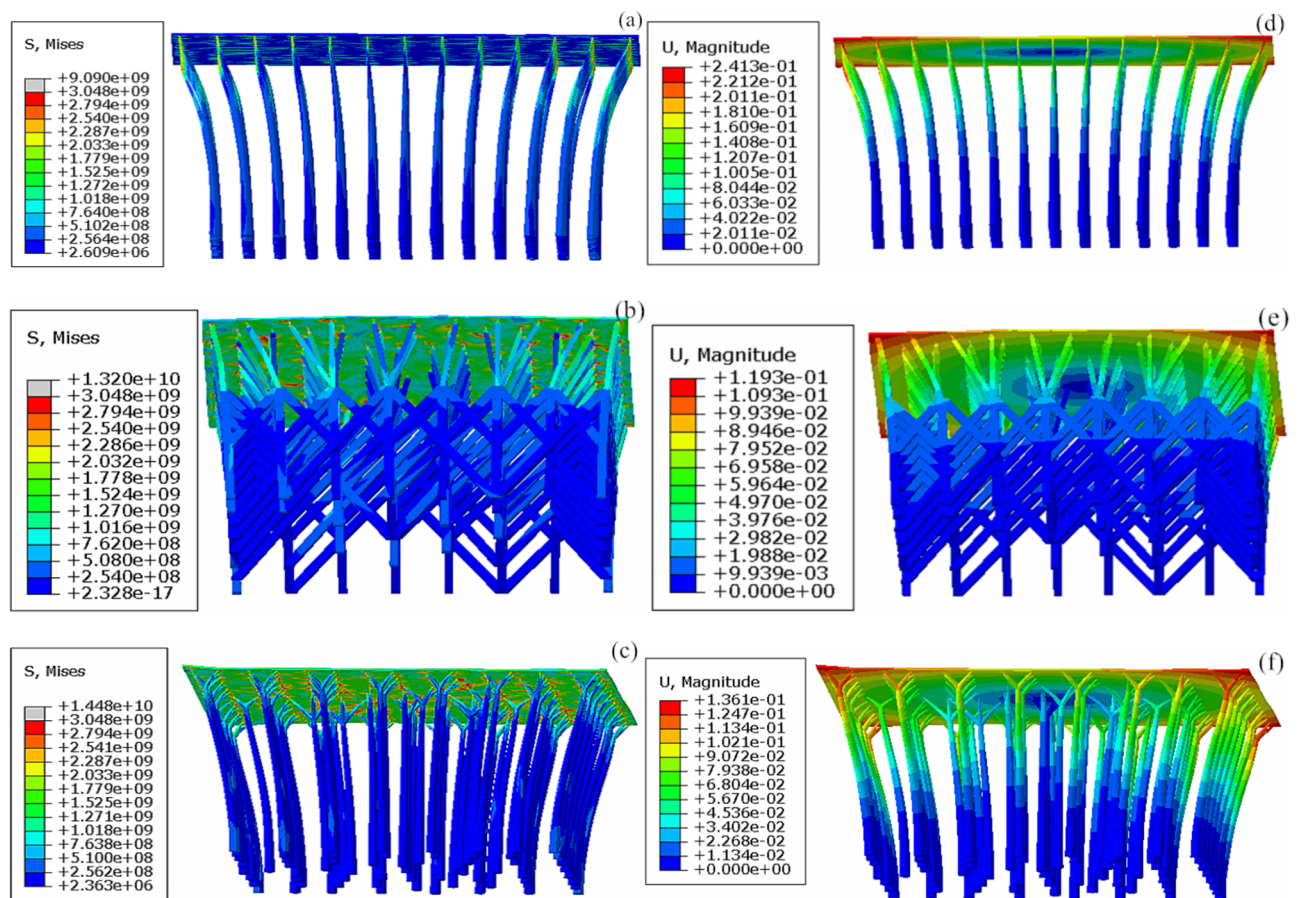 (a)
S, Mises
+9.090e+09
+3.048e+09
+2.794e+09
+2.540e+09
+2.287e+09
+2.033e+09
+1.779e+09
+1.525e+09
+1.272e+09
+1.018e+09
+7.640e+08
+5.102e+08
+2.564e+08
+2.609e+06
(d)
U, Magnitude
+2.413e-01
+2.212e-01
+2.011e-01
+1.810e-01
+1.609e-01
+1.408e-01
+1.207e-01
+1.005e-01
+8.044e-02
+6.033e-02
+4.022e-02
+2.011e-02
+0.000e+00
(b)
S, Mises
+1.320e+10
+3.048e+09
+2.794e+09
+2.540e+09
+2.286e+09
+2.032e+09
+1.778e+09
+1.524e+09
+1.270e+09
+1.016e+09
+7.620e+08
+5.080e+08
+2.540e+08
+2.328e-17
(e)
U, Magnitude
+1.193e-01
+1.093e-01
+9.939e-02
+8.946e-02
+7.952e-02
+6.958e-02
+5.964e-02
+4.970e-02
+3.976e-02
+2.982e-02
+1.988e-02
+9.939e-03
+0.000e+00
(c)
S, Mises
+1.448e+10
+3.048e+09
+2.794e+09
+2.541e+09
+2.287e+09
+2.033e+09
+1.779e+09
+1.525e+09
+1.271e+09
+1.018e+09
+7.638e+08
+5.100e+08
+2.562e+08
+2.363e+06
(f)
U, Magnitude
+1.361e-01
+1.247e-01
+1.134e-01
+1.021e-01
+9.072e-02
+7.938e-02
+6.804e-02
+5.670e-02
+4.536e-02
+3.402e-02
+2.268e-02
+1.134e-02
+0.000e+00